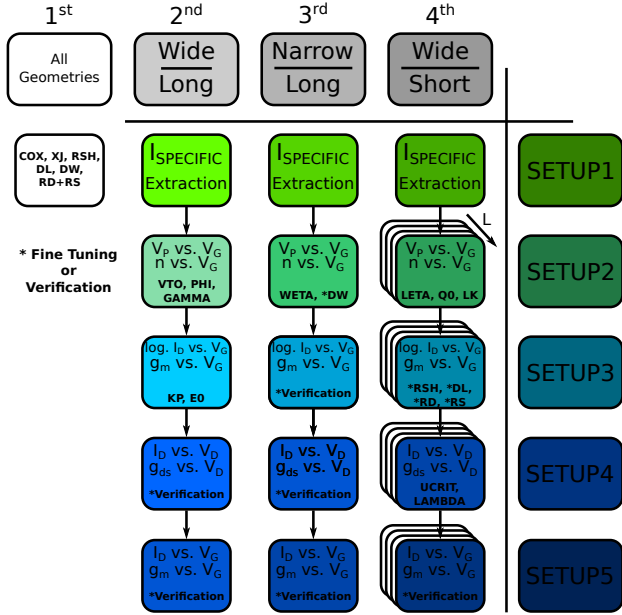 1st
2nd
3rd
4th
All
Geometries
Wide
Long
Narrow
Long
Wide
Short
COX, XJ, RSH,
DL, DW,
RD+RS
ISPECIFIC
Extraction
ISPECIFIC
Extraction
ISPECIFIC
Extraction
SETUP1
L
* Fine Tuning
or
Verification
VP vs. VG
n vs. VG
VTO, PHI,
GAMMA
VP vs. VG
n vs. VG
WETA, *DW
VP vs. VG
n vs. VG
LETA, Q0, LK
SETUP2
log. ID vs. VG
gm vs. VG
KP, E0
log. ID vs. VG
gm vs. VG
*Verification
log. ID vs. VG
gm vs. VG
*RSH, *DL,
*RD, *RS
SETUP3
ID vs. VD
gds vs. VD
*Verification
ID vs. VD
gds vs. VD
*Verification
ID vs. VD
gds vs. VD
UCRIT,
LAMBDA
SETUP4
ID vs. VG
gm vs. VG
*Verification
ID vs. VG
gm vs. VG
*Verification
ID vs. VG
gm vs. VG
*Verification
SETUP5